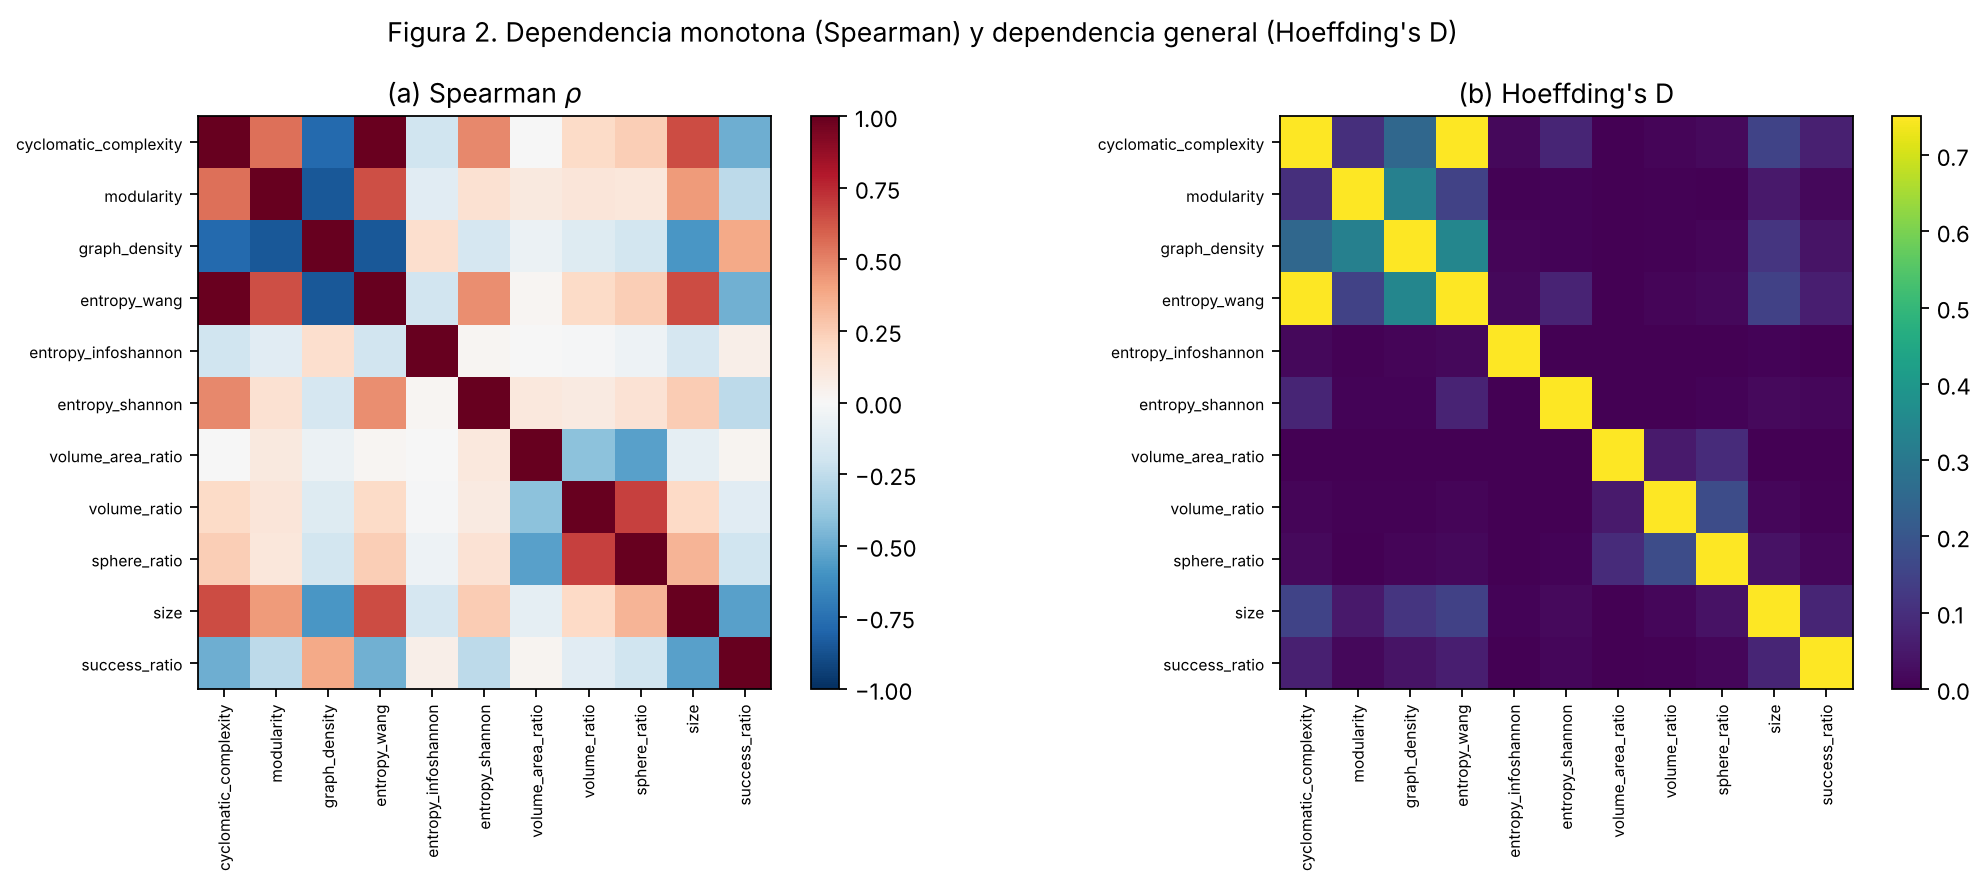 Figura 2. Dependencia monotona (Spearman) y dependencia general (Hoeffding's D)
(a) Spearman ρ
cyclomatic_complexity
modularity
graph_density
entropy_wang
entropy_infoshannon
entropy_shannon
volume_area_ratio
volume_ratio
sphere_ratio
size
success_ratio
cyclomatic_complexity
modularity
graph_density
entropy_wang
entropy_infoshannon
entropy_shannon
volume_area_ratio
volume_ratio
sphere_ratio
size
success_ratio
1.00
0.75
0.50
0.25
0.00
−0.25
−0.50
−0.75
−1.00
(b) Hoeffding's D
cyclomatic_complexity
modularity
graph_density
entropy_wang
entropy_infoshannon
entropy_shannon
volume_area_ratio
volume_ratio
sphere_ratio
size
success_ratio
cyclomatic_complexity
modularity
graph_density
entropy_wang
entropy_infoshannon
entropy_shannon
volume_area_ratio
volume_ratio
sphere_ratio
size
success_ratio
0.7
0.6
0.5
0.4
0.3
0.2
0.1
0.0